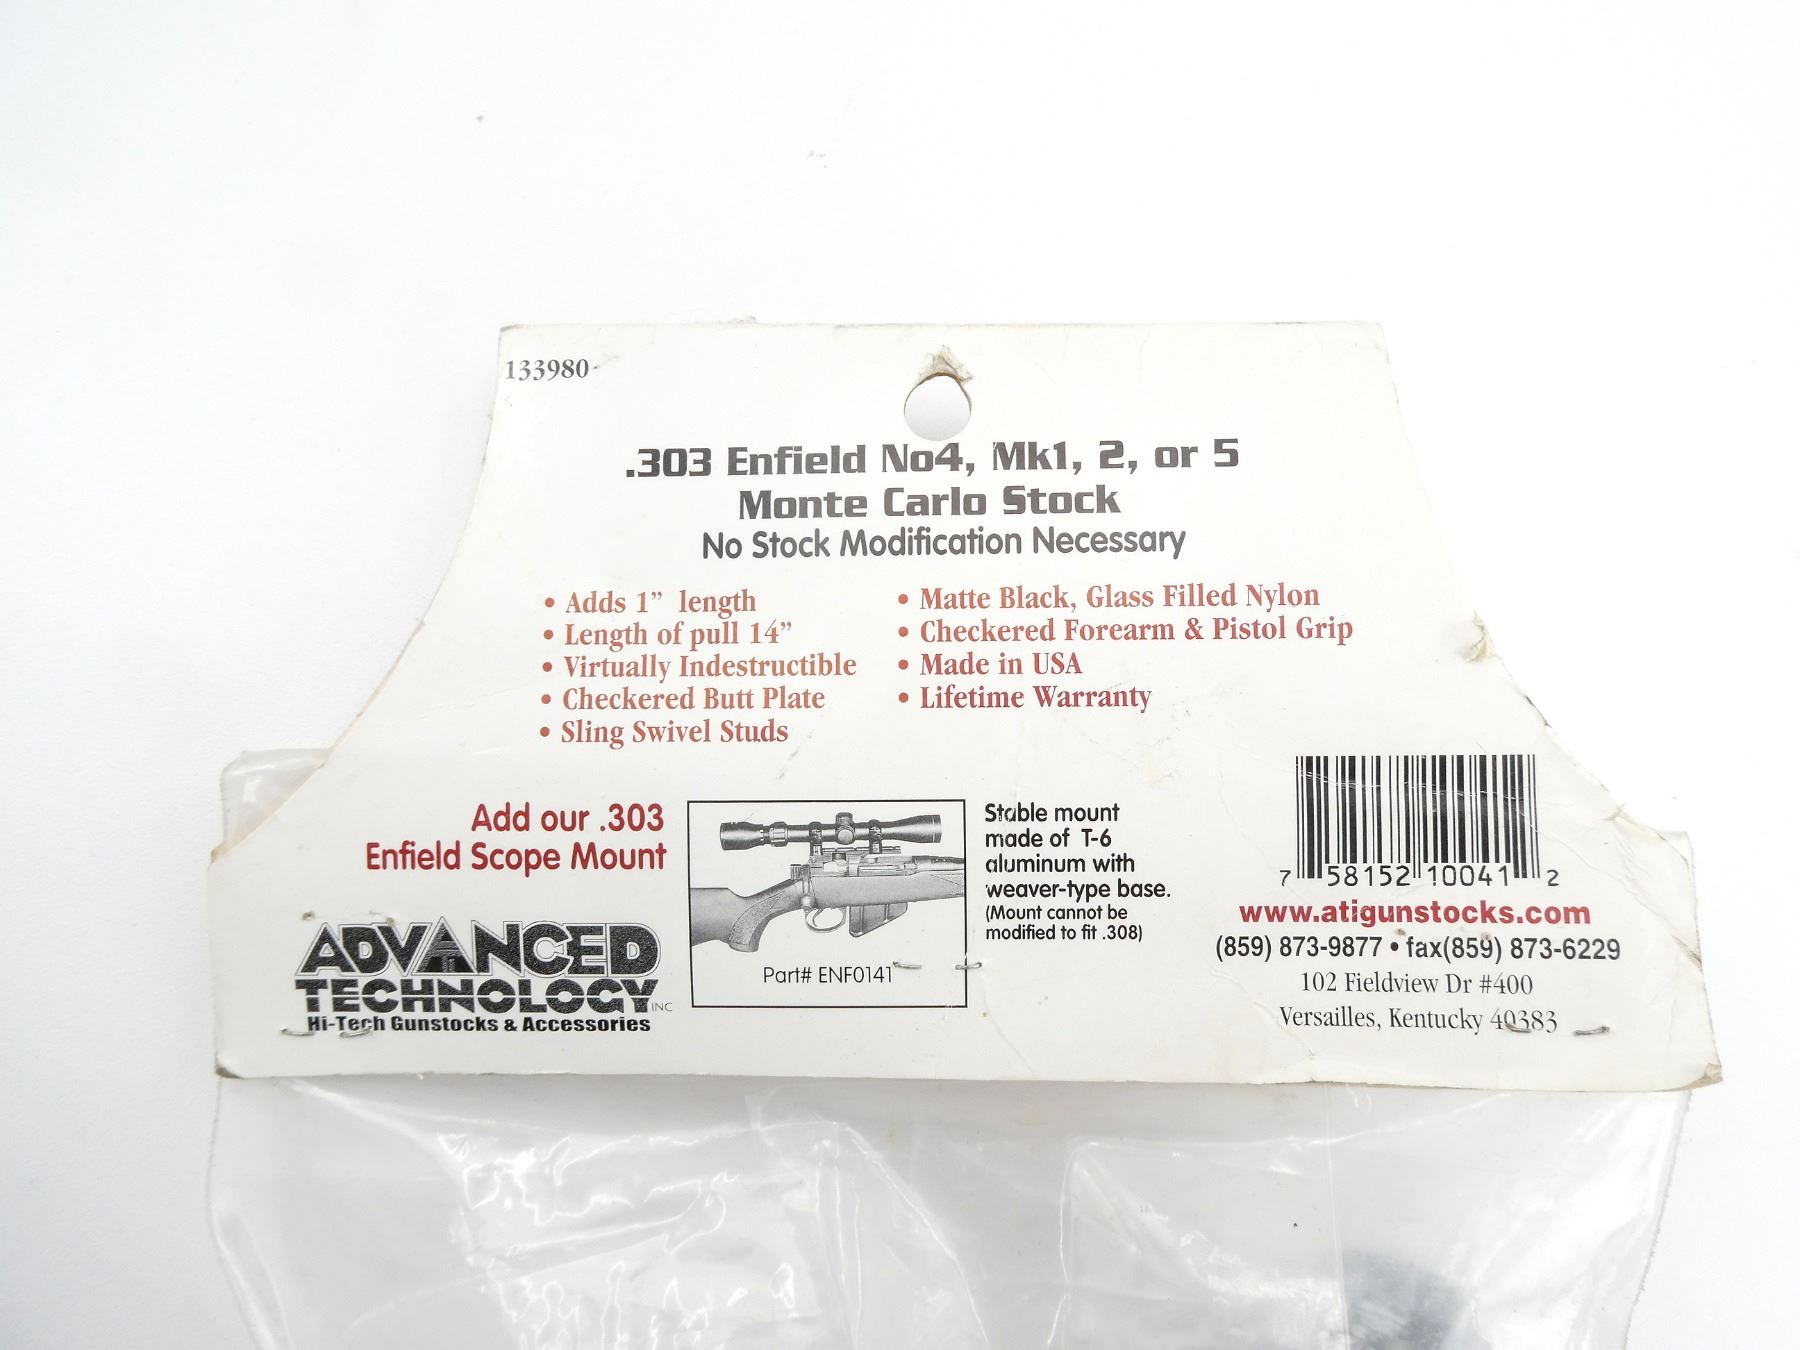 133980
.303 Enfield No4, Mk1, 2, or 5
Monte Carlo Stock
No Stock Modification Necessary
• Adds 1” length
• Length of pull 14”
• Virtually Indestructible
• Checkered Butt Plate
• Sling Swivel Studs
• Matte Black, Glass Filled Nylon
• Checkered Forearm & Pistol Grip
• Made in USA
• Lifetime Warranty
Add our .303
Enfield Scope Mount
Part# ENF0141
Stable mount
made of T-6
aluminum with
weaver-type base.
(Mount cannot be
modified to fit .308)
ADVANCED
TECHNOLOGY INC
Hi-Tech Gunstocks & Accessories
7 58152 10041 2
www.atigunstocks.com
(859) 873-9877 • fax(859) 873-6229
102 Fieldview Dr #400
Versailles, Kentucky 40383